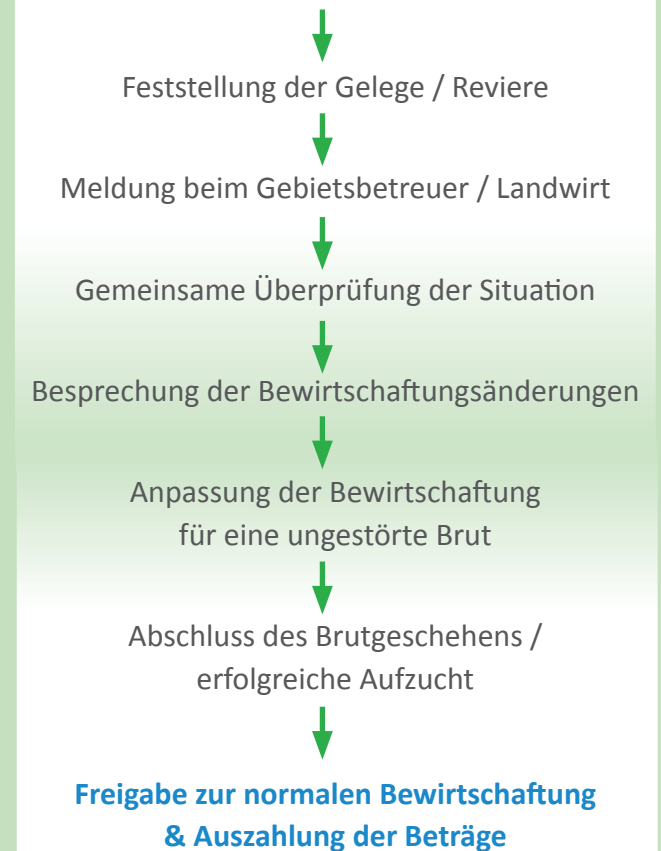 Feststellung der Gelege / Reviere
Meldung beim Gebietsbetreuer / Landwirt
Gemeinsame Überprüfung der Situation
Besprechung der Bewirtschaftungsänderungen
Anpassung der Bewirtschaftung
für eine ungestörte Brut
Abschluss des Brutgeschehens /
erfolgreiche Aufzucht
Freigabe zur normalen Bewirtschaftung
& Auszahlung der Beträge